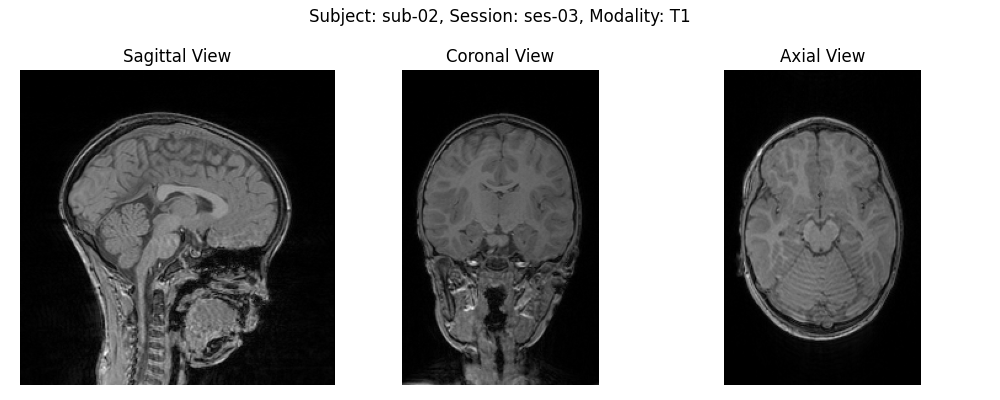 Subject: sub-02, Session: ses-03, Modality: T1
Sagittal View
Coronal View
Axial View